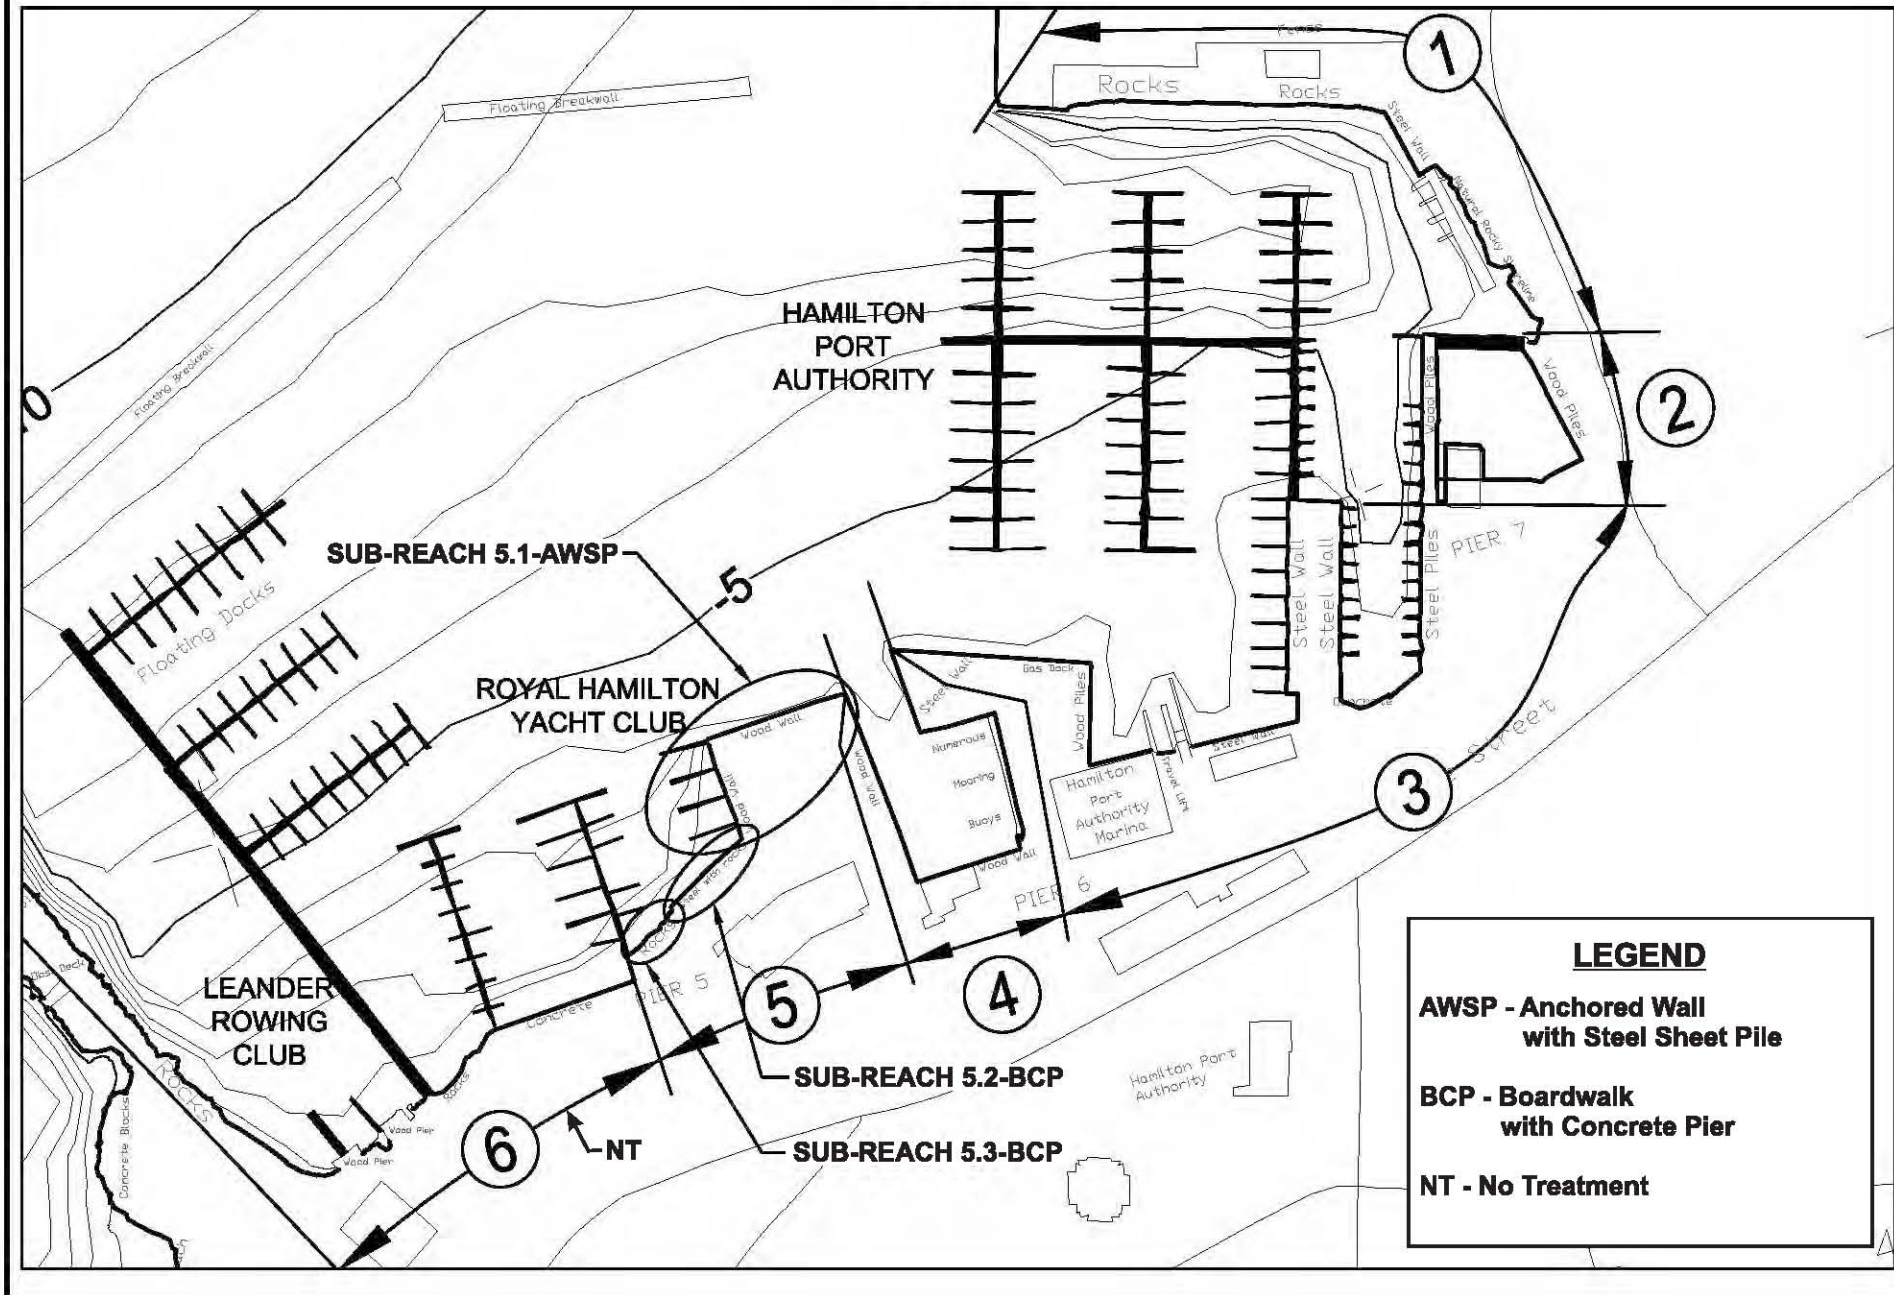 1
Fence
Rocks
Rocks
Floating Breakwall
Steel Wall
Natural Rocky Shoreline
HAMILTON
PORT
AUTHORITY
Floating Breakwall
Wood Piles
Wood Piles
2
SUB-REACH 5.1-AWSP
-5
Floating Docks
Steel Wall
Steel Wall
Steel Piles
PIER 7
ROYAL HAMILTON
YACHT CLUB
Wood Wall
Wood Wall
Wood Wall
Steel Wall
Gas Dock
Wood Piles
Numerous
Mooring
Buoys
Wood Wall
Hamilton
Port
Authority
Marina
Travel Lift
Steel Wall
Concrete
Street
3
PIER 6
Rocks
PIER 5
Concrete
5
4
LEANDER
ROWING
CLUB
Obs. Deck
ROCKS
Rocks
Wood Pier
Wood Pier
Concrete Blocks
6
NT
SUB-REACH 5.2-BCP
SUB-REACH 5.3-BCP
Hamilton Port
Authority
LEGEND
AWSP - Anchored Wall
with Steel Sheet Pile
BCP - Boardwalk
with Concrete Pier
NT - No Treatment